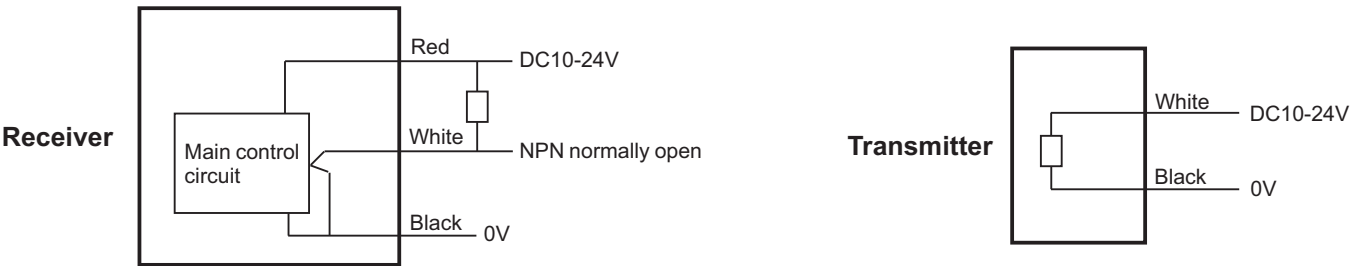 Receiver
Main control
circuit
Red
DC10-24V
White
NPN normally open
Black
0V
Transmitter
White
DC10-24V
Black
0V